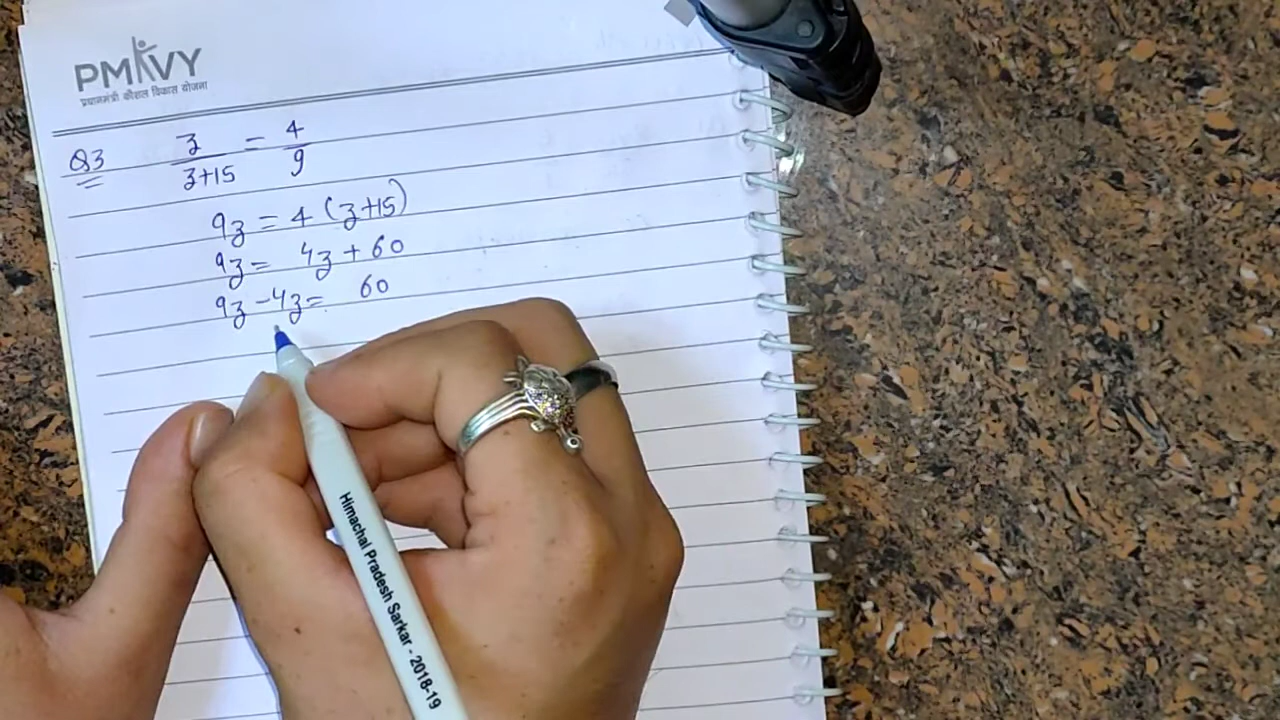 PMKVY
प्रधानमंत्री कौशल विकास योजना
Q3 z/z+15 = 4/9
9z = 4 (z+15)
9z = 4z + 60
9z - 4z = 60
Himachal Pradesh Sarkar - 2018-19